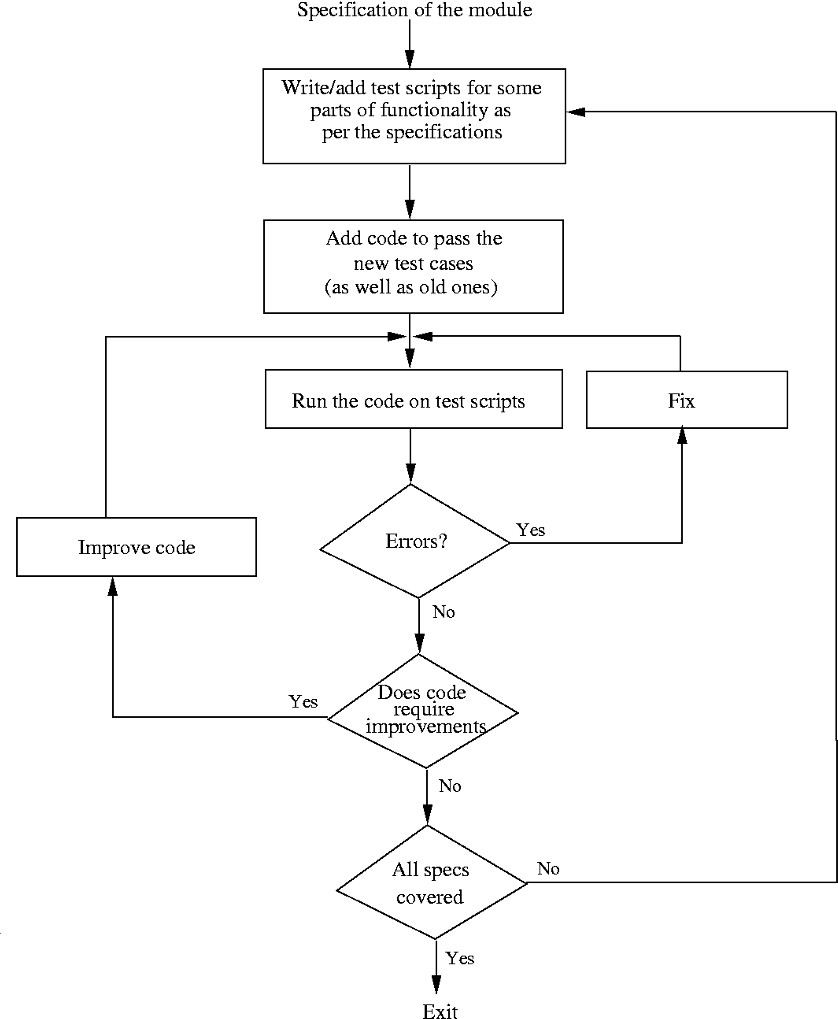 Specification of the module
Write/add test scripts for some
parts of functionality as
per the specifications
Add code to pass the
new test cases
(as well as old ones)
Run the code on test scripts
Fix
Errors?
Yes
Improve code
No
Does code
require
improvements
Yes
No
All specs
covered
No
Yes
Exit